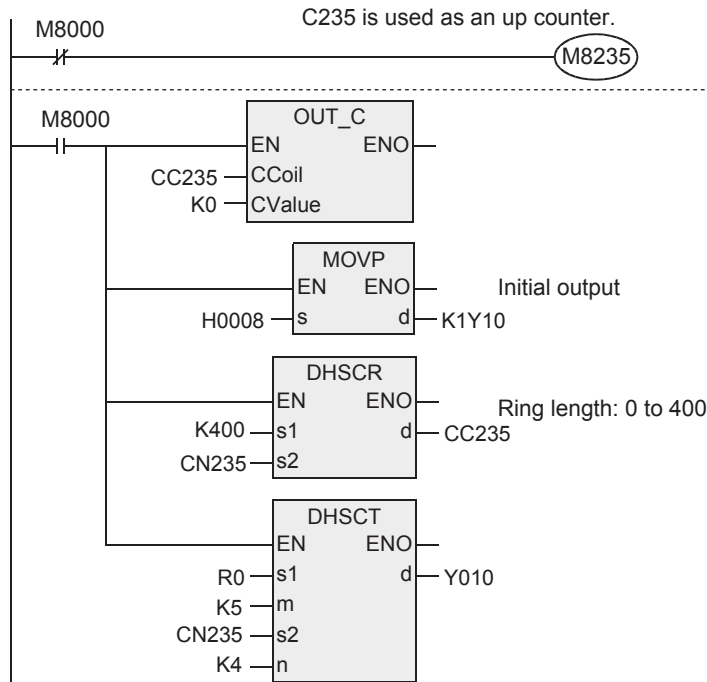 C235 is used as an up counter.
M8000
M8235
M8000
OUT_C
EN ENO
CC235 CCoil
K0 CValue
MOVP
EN ENO Initial output
H0008 s d K1Y10
DHSCR
EN ENO Ring length: 0 to 400
K400 s1 d CC235
CN235 s2
DHSCT
EN ENO
R0 s1 d Y010
K5 m
CN235 s2
K4 n